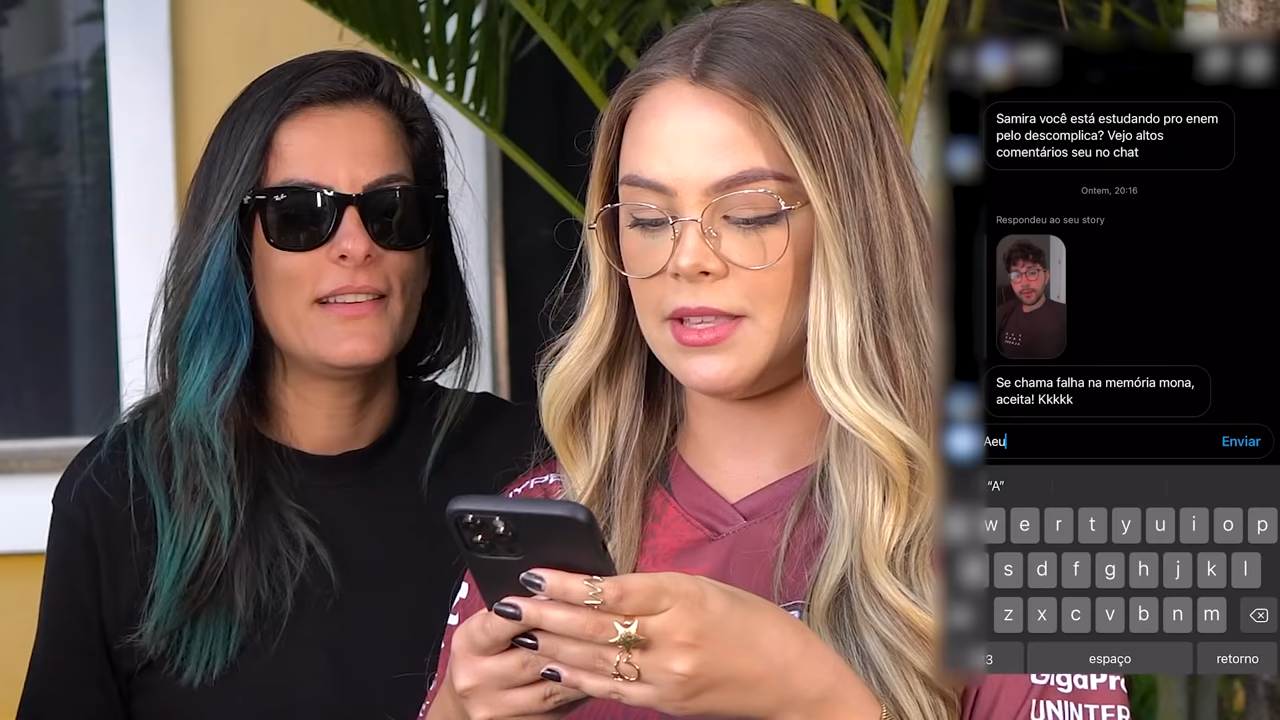 Samira você está estudando pro enem
pelo descomplica? Vejo altos
comentários seu no chat
Ontem, 20:16
Respondeu ao seu story
Se chama falha na memória mona,
aceita! Kkkkk
Aeu
Enviar
“A”
w e r t y u i o p
s d f g h j k l
z x c v b n m
3 espaço retorno
UNINTER